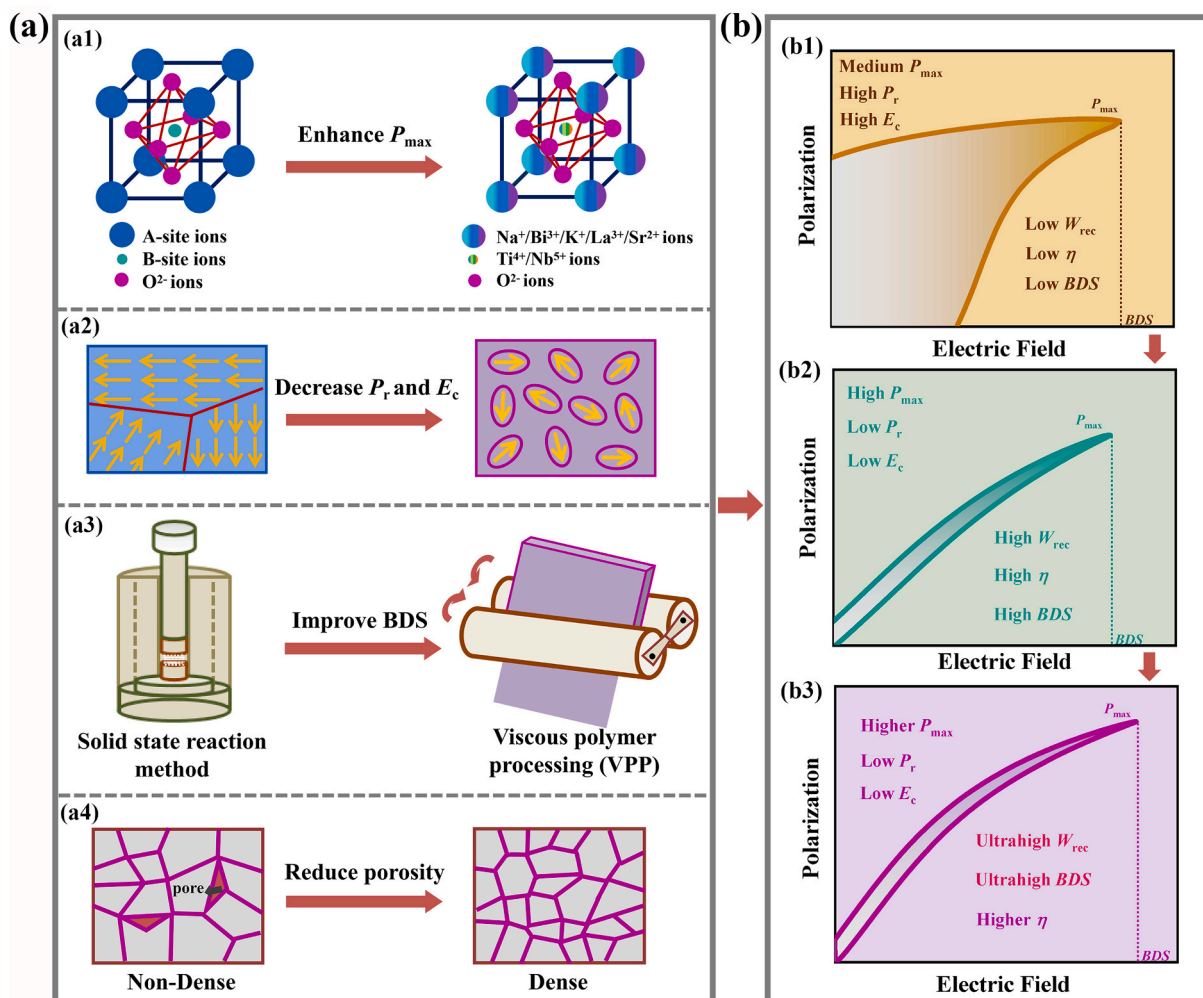 (a)
(a1)
Enhance Pmax
A-site ions
B-site ions
O²⁻ ions
Na⁺/Bi³⁺/K⁺/La³⁺/Sr²⁺ ions
Ti⁴⁺/Nb⁵⁺ ions
O²⁻ ions
(a2)
Decrease Pr and Ec
(a3)
Improve BDS
Solid state reaction
method
Viscous polymer
processing (VPP)
(a4)
pore
Reduce porosity
Non-Dense
Dense
(b)
(b1)
Medium Pmax
High Pr
High Ec
Pmax
Low Wrec
Low η
Low BDS
BDS
Polarization
Electric Field
(b2)
High Pmax
Low Pr
Low Ec
Pmax
High Wrec
High η
High BDS
BDS
Polarization
Electric Field
(b3)
Higher Pmax
Low Pr
Low Ec
Pmax
Ultrahigh Wrec
Ultrahigh BDS
Higher η
BDS
Polarization
Electric Field